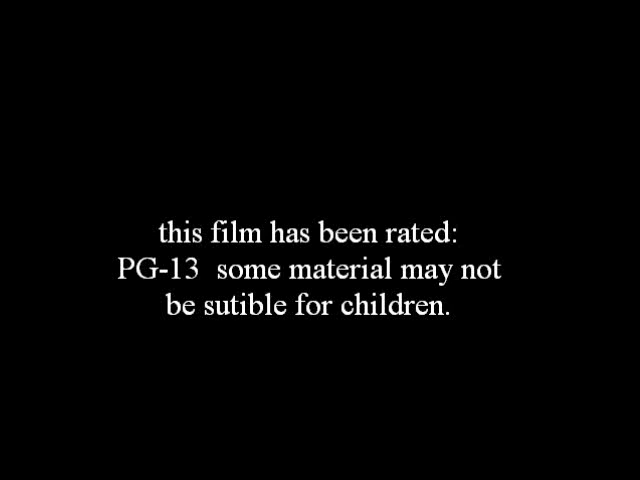 this film has been rated:
PG-13  some material may not
be sutible for children.